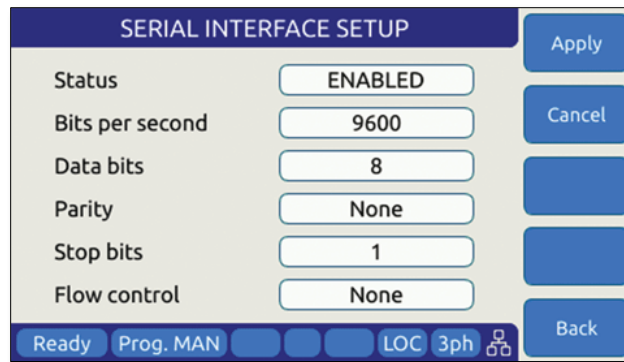 SERIAL INTERFACE SETUP
Apply
Status ENABLED
Bits per second 9600
Cancel
Data bits 8
Parity None
Stop bits 1
Flow control None
Back
Ready Prog. MAN LOC 3ph